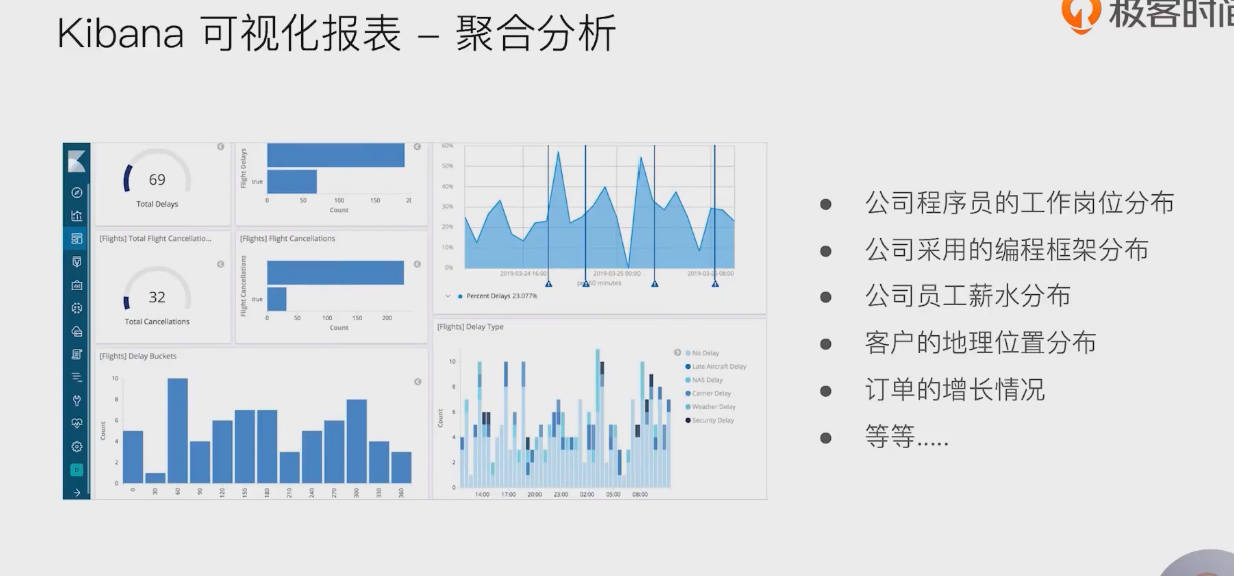 Kibana 可视化报表 – 聚合分析
极客时间
69
Total Delays
Flight Delays
true
0 50 100 150
Count
[Flights] Total Flight Cancellatio...
32
Total Cancellations
[Flights] Flight Cancellations
Flight Cancellations
true
0 50 100 150 200
Count
60%
50%
40%
30%
20%
10%
0%
2019-03-24 16:00 2019-03-25 00:00 2019-03-25 08:00
per 60 minutes
Percent Delays 23.077%
[Flights] Delay Buckets
Count
10
8
6
4
2
0
0 30 60 90 120 150 180 210 240 270 300 330 360
[Flights] Delay Type
Count
10
8
6
4
2
0
14:00 17:00 20:00 23:00 02:00 05:00 08:00
No Delay
Late Aircraft Delay
NAS Delay
Carrier Delay
Weather Delay
Security Delay
● 公司程序员的工作岗位分布
● 公司采用的编程框架分布
● 公司员工薪水分布
● 客户的地理位置分布
● 订单的增长情况
● 等等.....